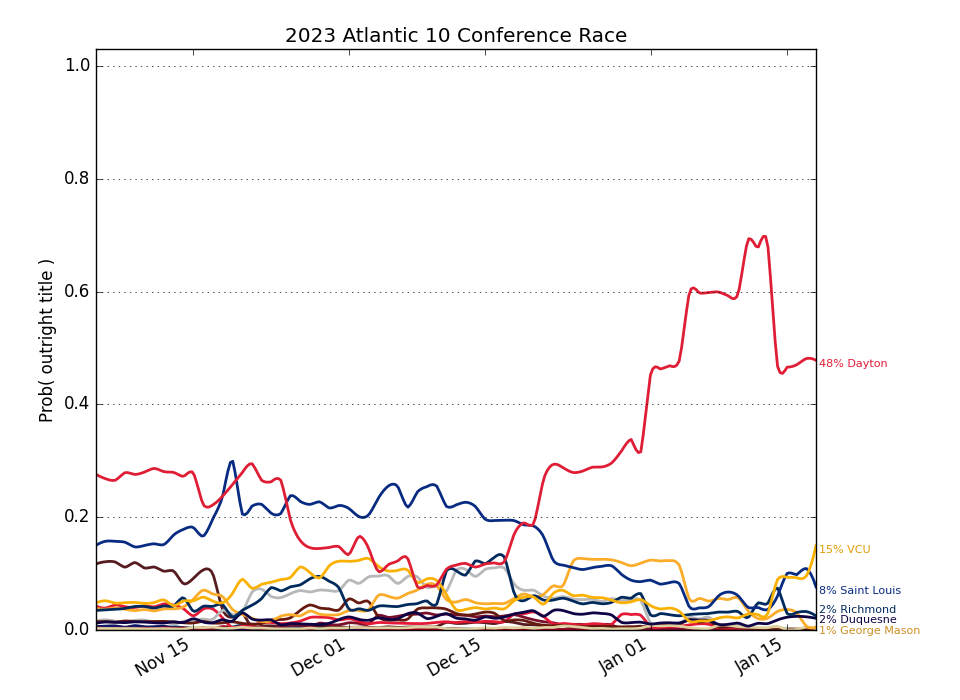 2023 Atlantic 10 Conference Race
Prob( outright title )
1.0
0.8
0.6
0.4
0.2
0.0
48% Dayton
15% VCU
8% Saint Louis
2% Richmond
2% Duquesne
1% George Mason
Nov 15
Dec 01
Dec 15
Jan 01
Jan 15